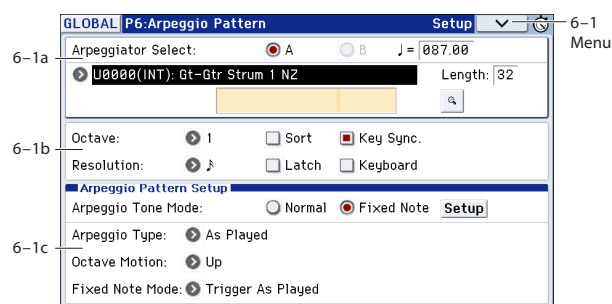 GLOBAL P6:Arpeggio Pattern Setup
6–1 Menu
Arpeggiator Select: A B ♩= 087.00
6–1a
U0000(INT): Gt-Gtr Strum 1 NZ Length: 32
Octave: 1 Sort Key Sync.
6–1b
Resolution: ♪ Latch Keyboard
Arpeggio Pattern Setup
Arpeggio Tone Mode: Normal Fixed Note Setup
Arpeggio Type: As Played
6–1c
Octave Motion: Up
Fixed Note Mode: Trigger As Played